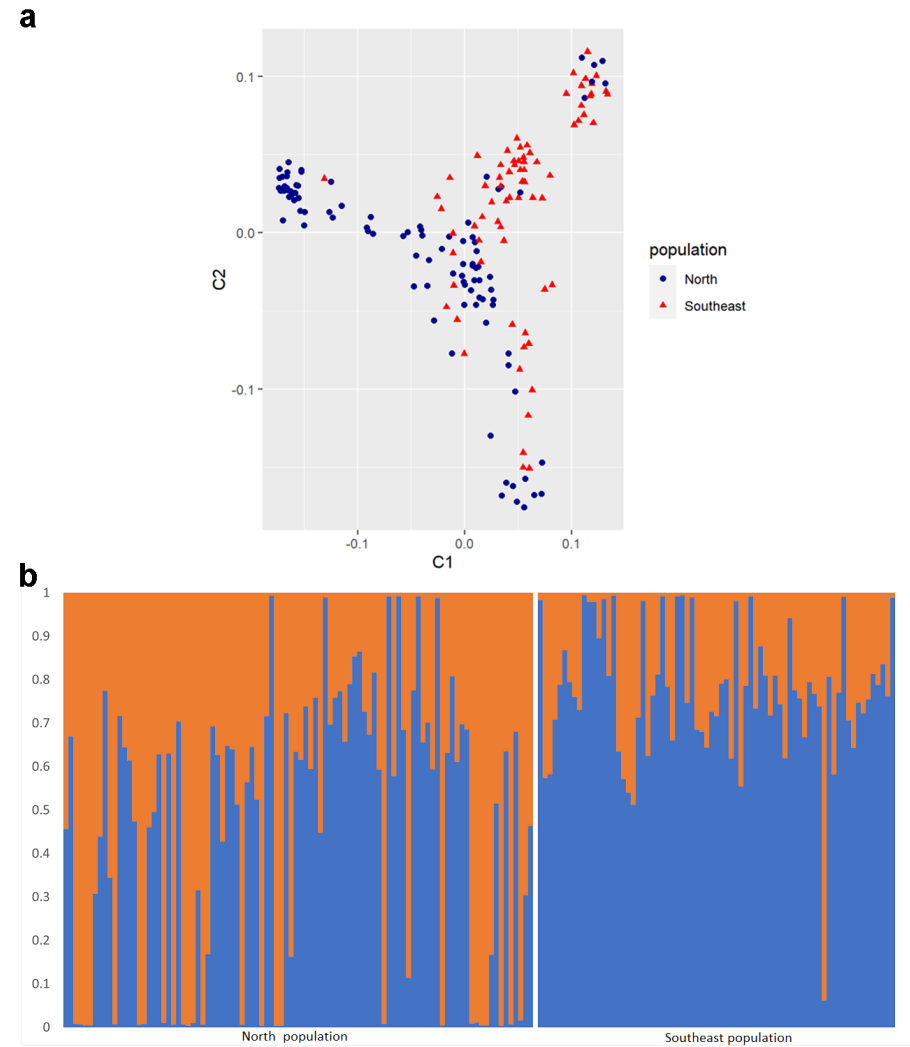 a
0.1
0.0
-0.1
C2
-0.1 0.0 0.1
C1
population
North
Southeast
b
1
0.9
0.8
0.7
0.6
0.5
0.4
0.3
0.2
0.1
0
North population
Southeast population